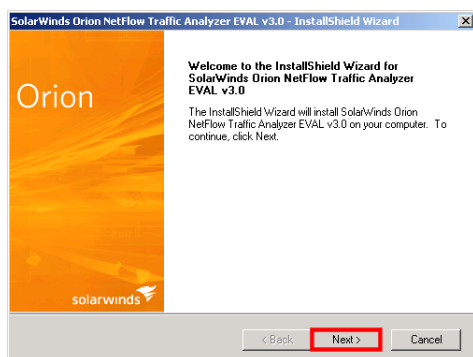 SolarWinds Orion NetFlow Traffic Analyzer EVAL v3.0 - InstallShield Wizard
Orion
solarwinds
Welcome to the InstallShield Wizard for
SolarWinds Orion NetFlow Traffic Analyzer
EVAL v3.0
The InstallShield Wizard will install SolarWinds Orion
NetFlow Traffic Analyzer EVAL v3.0 on your computer. To
continue, click Next.
< Back
Next >
Cancel